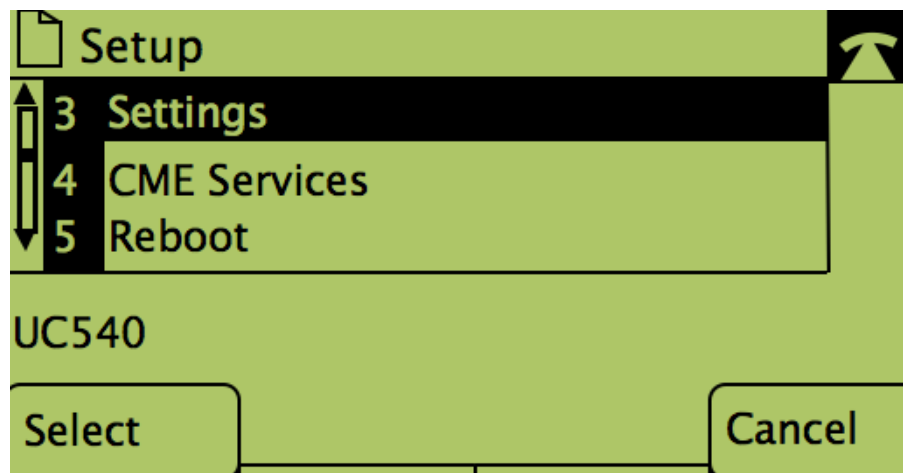 Setup
3 Settings
4 CME Services
5 Reboot
UC540
Select Cancel